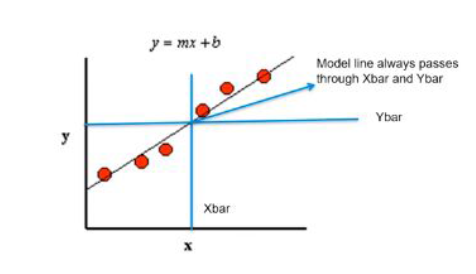 y = mx + b
Model line always passes
through Xbar and Ybar
Ybar
y
Xbar
x